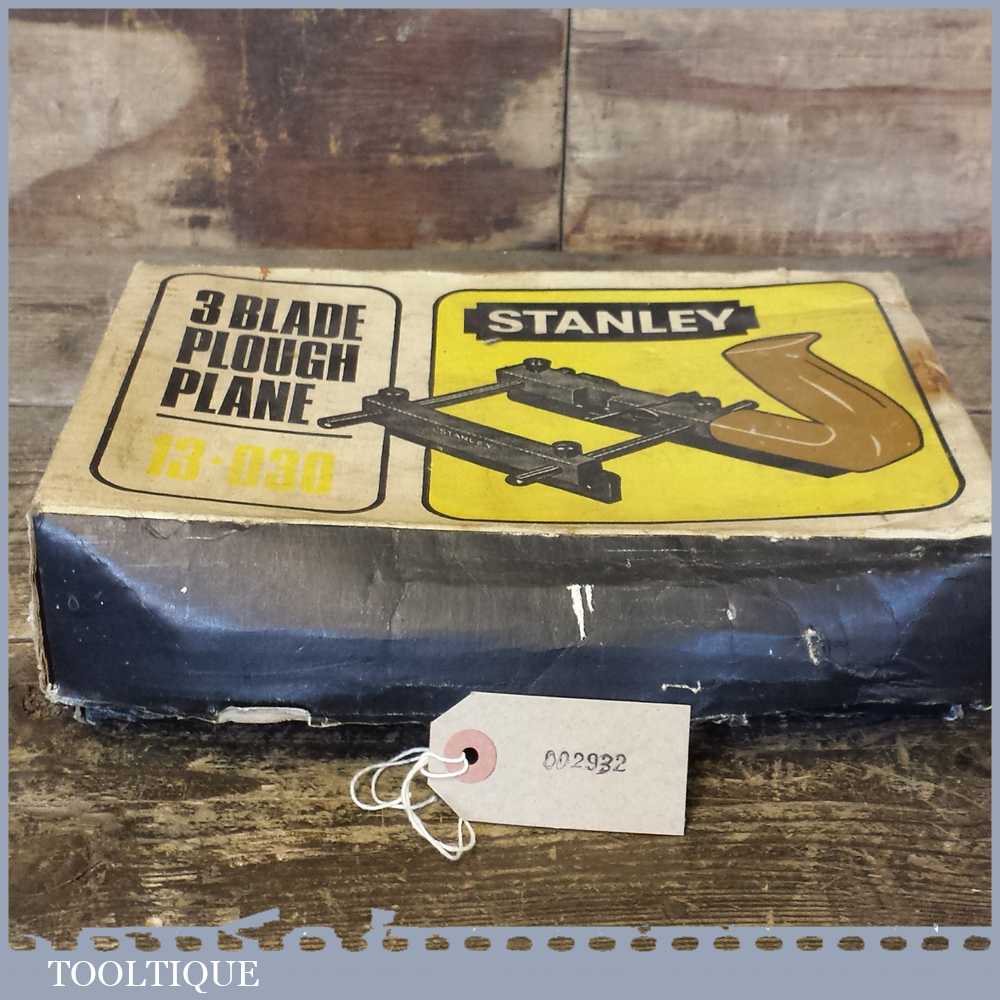 3 BLADE
PLOUGH
PLANE
13-030
STANLEY
STANLEY
002932
TOOLTIQUE